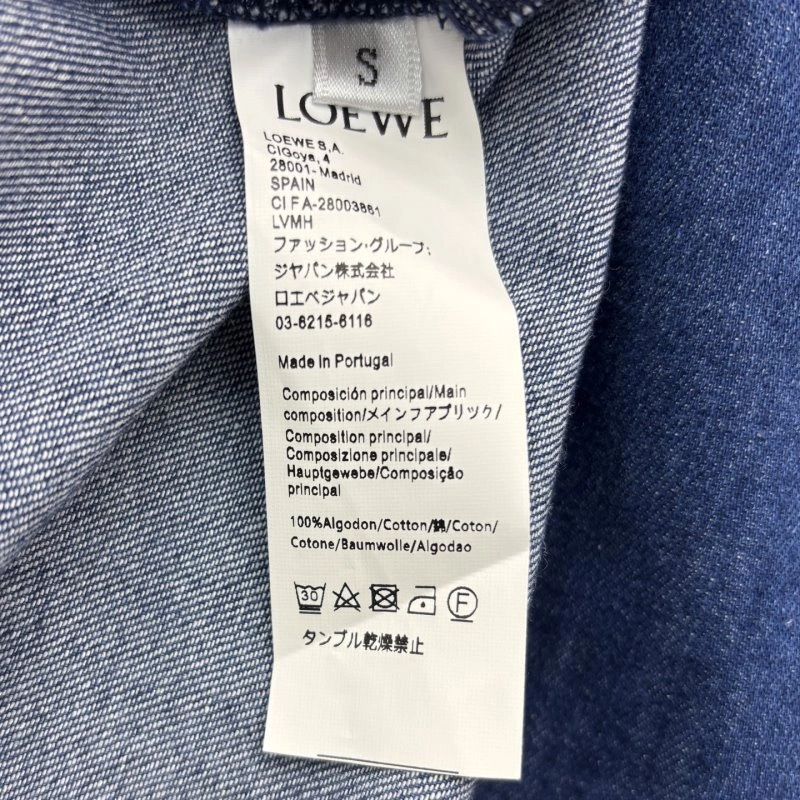 S
LOEWE
LOEWE S.A.
C|Goya, 4
28001-Madrid
SPAIN
CIF A-28003861
LVMH
ファッション・グループ、
ジャパン株式会社
ロエベジャパン
03-6215-6116
Made In Portugal
Composición principal/Main
composition/メインファブリック/
Composition principal/
Composizione principale/
Hauptgewebe/Composição
principal
100%Algodon/Cotton/綿/Coton/
Cotone/Baumwolle/Algodao
30
F
タンブル乾燥禁止